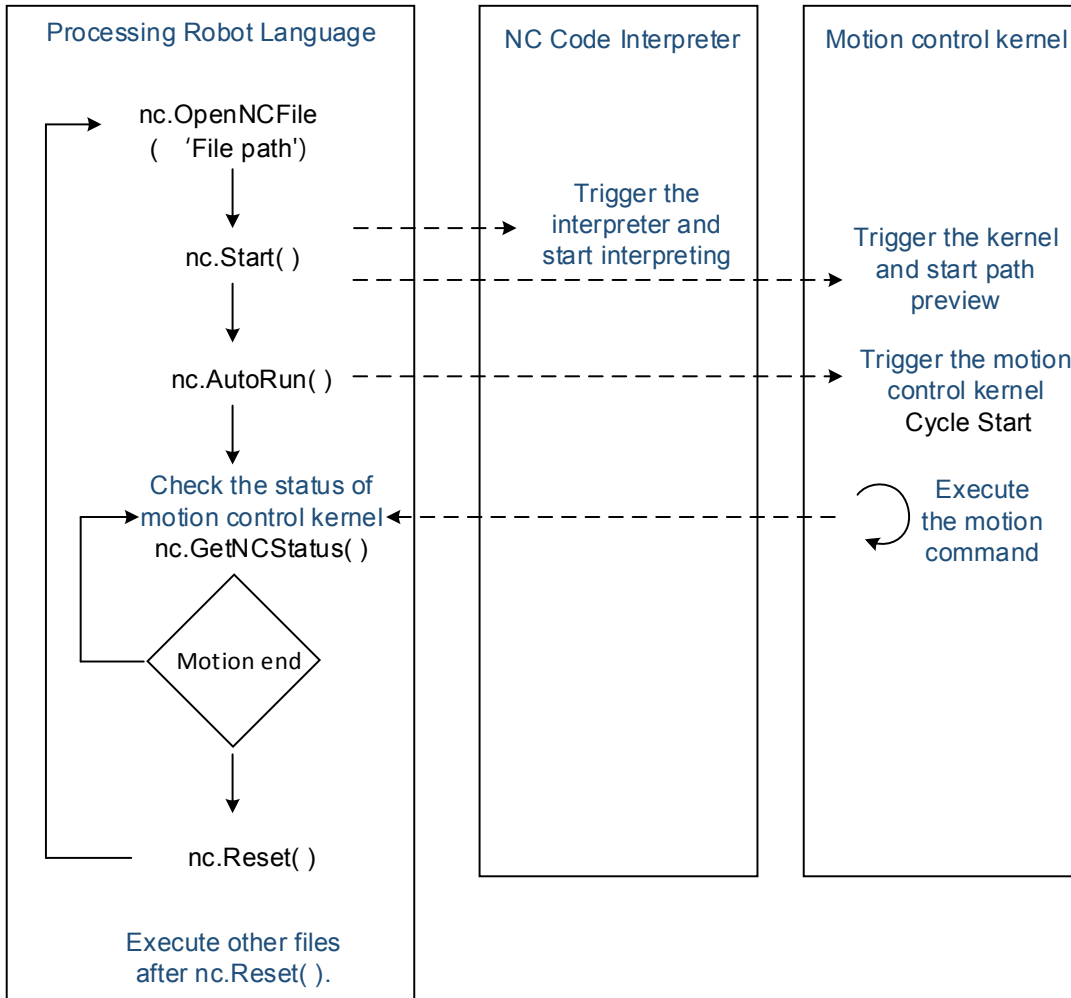 Processing Robot Language
NC Code Interpreter
Motion control kernel
nc.OpenNCFile
( ‘File path')
Trigger the
interpreter and
start interpreting
nc.Start( )
Trigger the kernel
and start path
preview
nc.AutoRun( )
Trigger the motion
control kernel
Cycle Start
Check the status of
motion control kernel
nc.GetNCStatus( )
Execute
the motion
command
Motion end
nc.Reset( )
Execute other files
after nc.Reset( ).